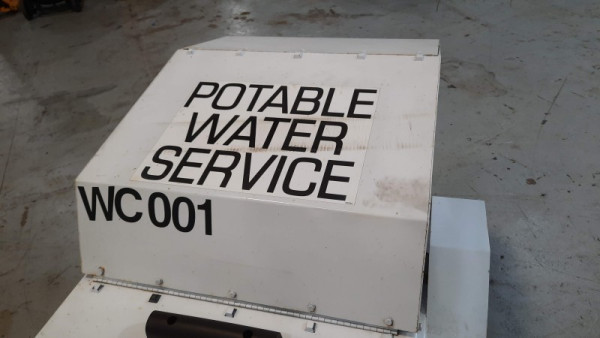 POTABLE
WATER
SERVICE
WC 001